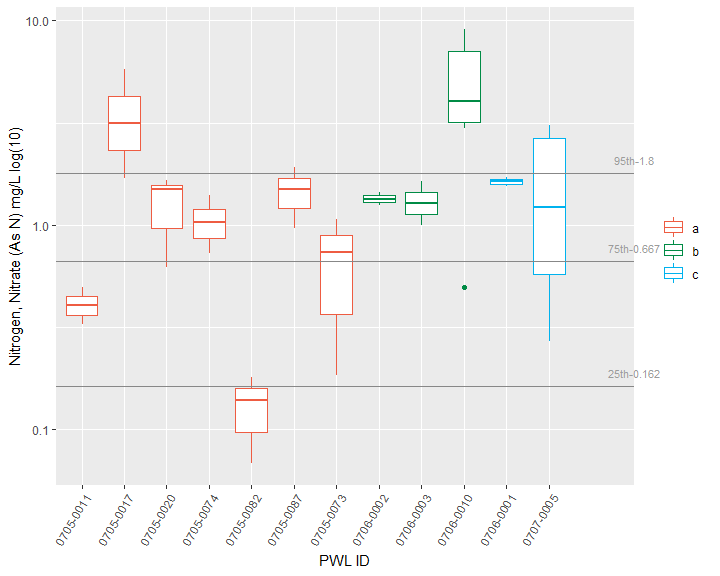 Nitrogen, Nitrate (As N) mg/L log(10)
10.0
1.0
0.1
95th-1.8
75th-0.667
25th-0.162
a
b
c
0705-0011
0705-0017
0705-0020
0705-0074
0705-0082
0705-0087
0705-0073
0706-0002
0706-0003
0706-0010
0706-0001
0707-0005
PWL ID